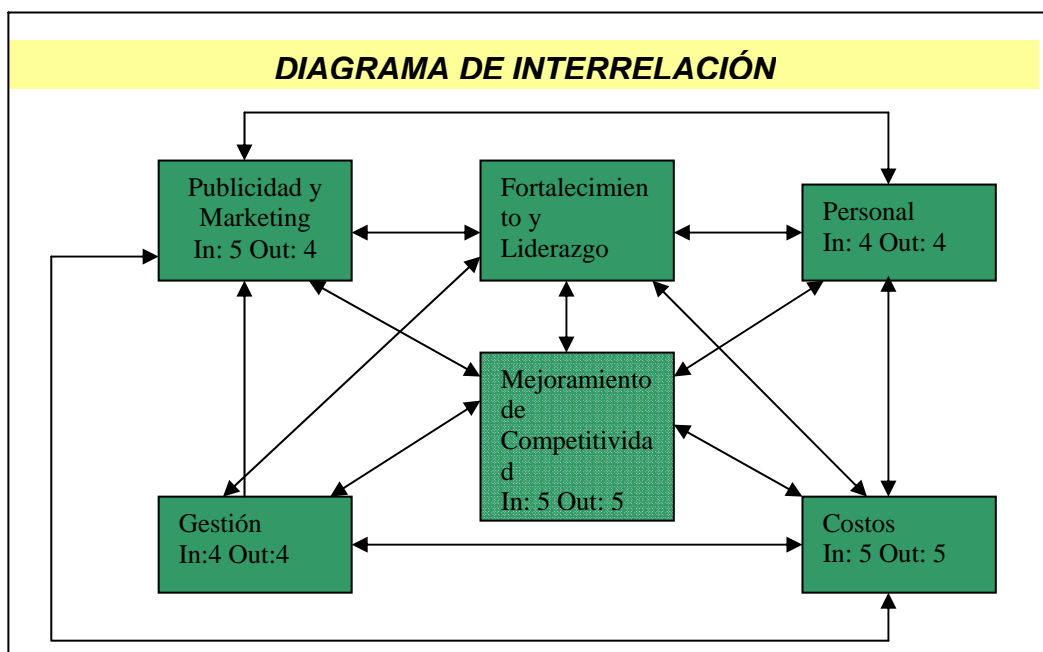 DIAGRAMA DE INTERRELACIÓN
Publicidad y
Marketing
In: 5 Out: 4
Fortalecimien
to y
Liderazgo
Personal
In: 4 Out: 4
Mejoramiento
de
Competitivida
d
In: 5 Out: 5
Gestión
In:4 Out:4
Costos
In: 5 Out: 5